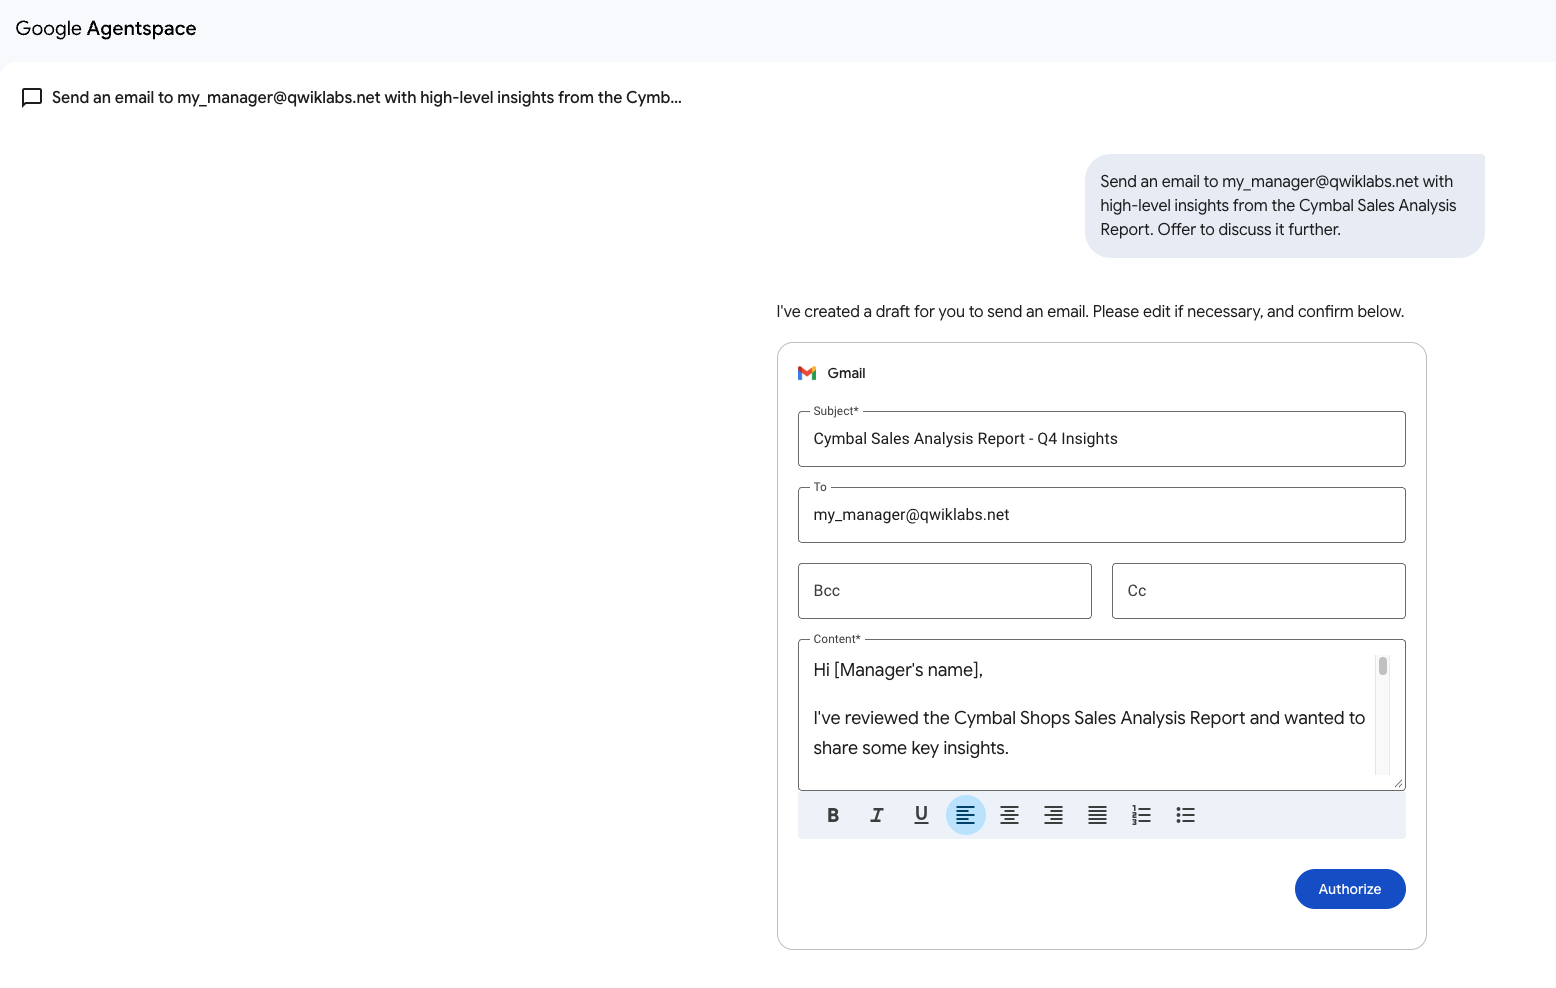 Google Agentspace
Send an email to my_manager@qwiklabs.net with high-level insights from the Cymb...
Send an email to my_manager@qwiklabs.net with
high-level insights from the Cymbal Sales Analysis
Report. Offer to discuss it further.
I've created a draft for you to send an email. Please edit if necessary, and confirm below.
Gmail
Subject*
Cymbal Sales Analysis Report - Q4 Insights
To
my_manager@qwiklabs.net
Bcc
Cc
Content*
Hi [Manager's name],
I've reviewed the Cymbal Shops Sales Analysis Report and wanted to
share some key insights.
B I U
Authorize